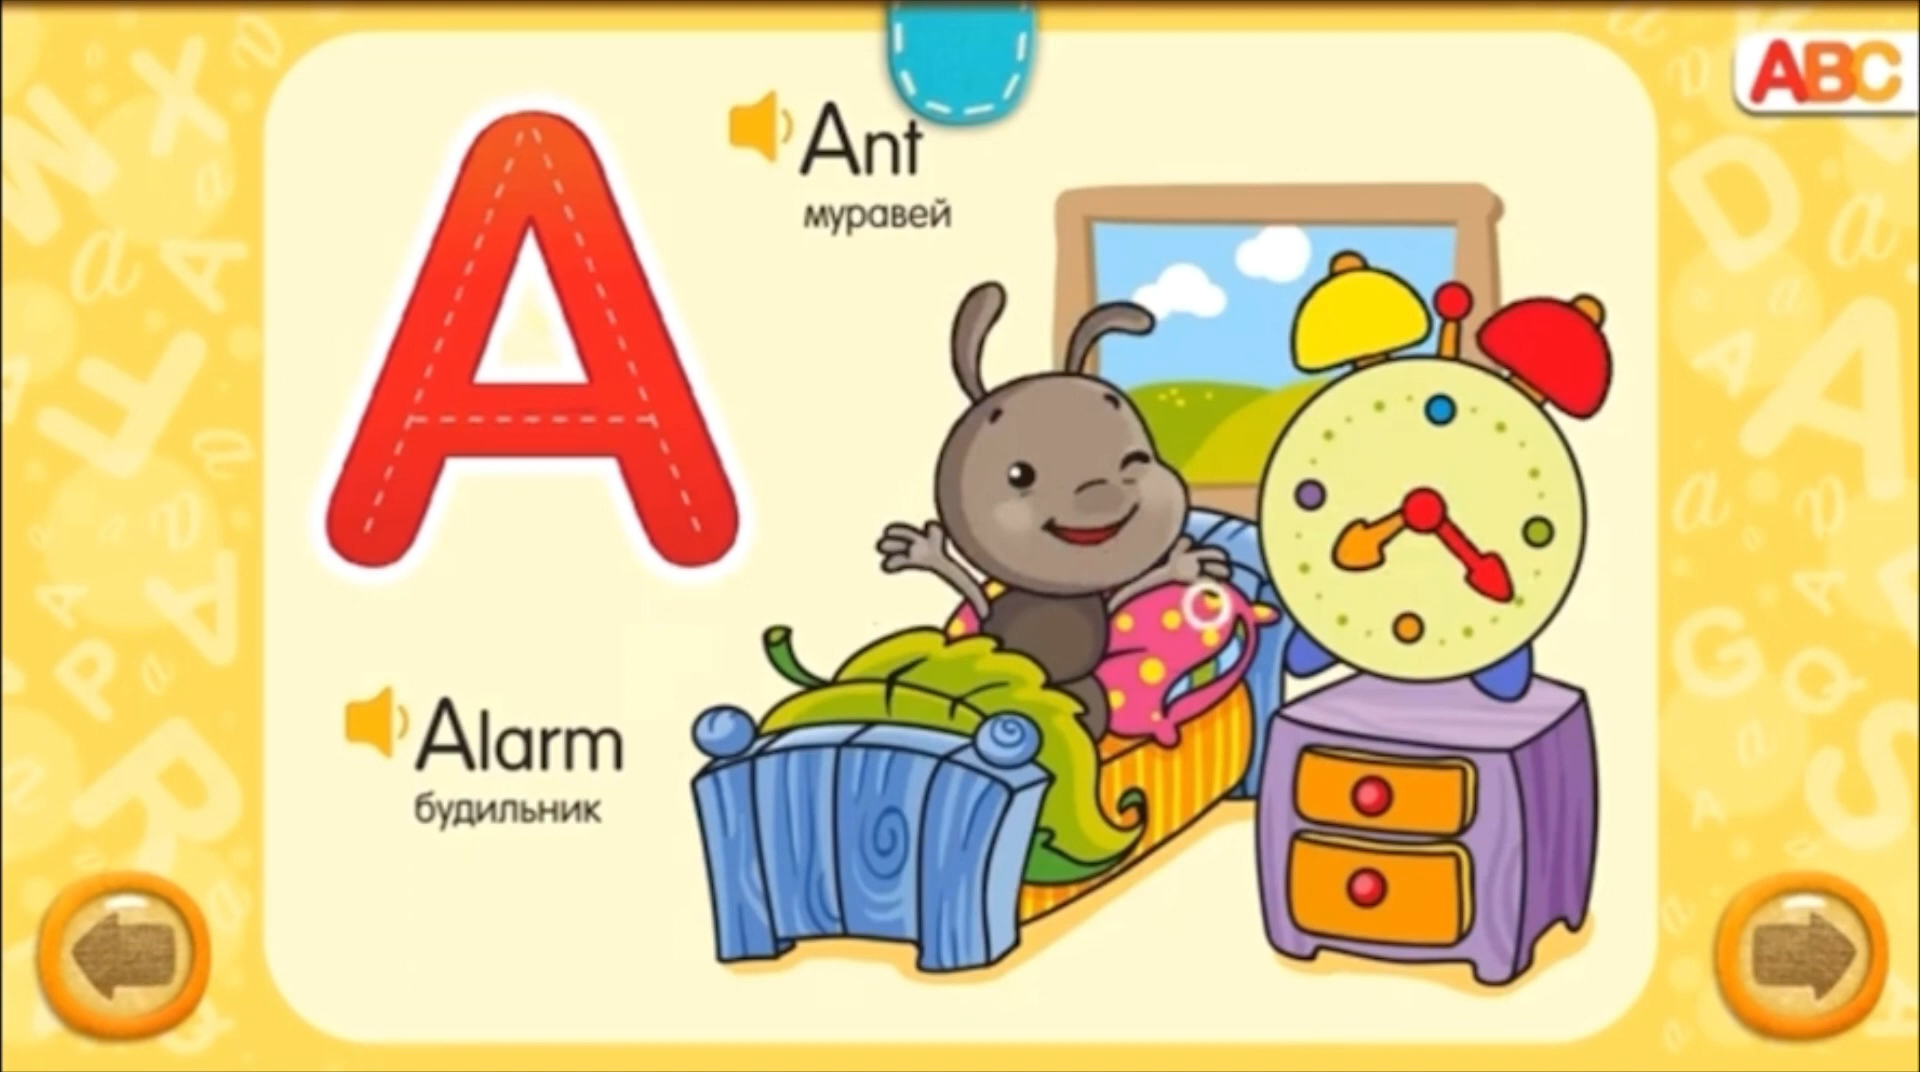 ABC
A
Ant
муравей
Alarm
будильник